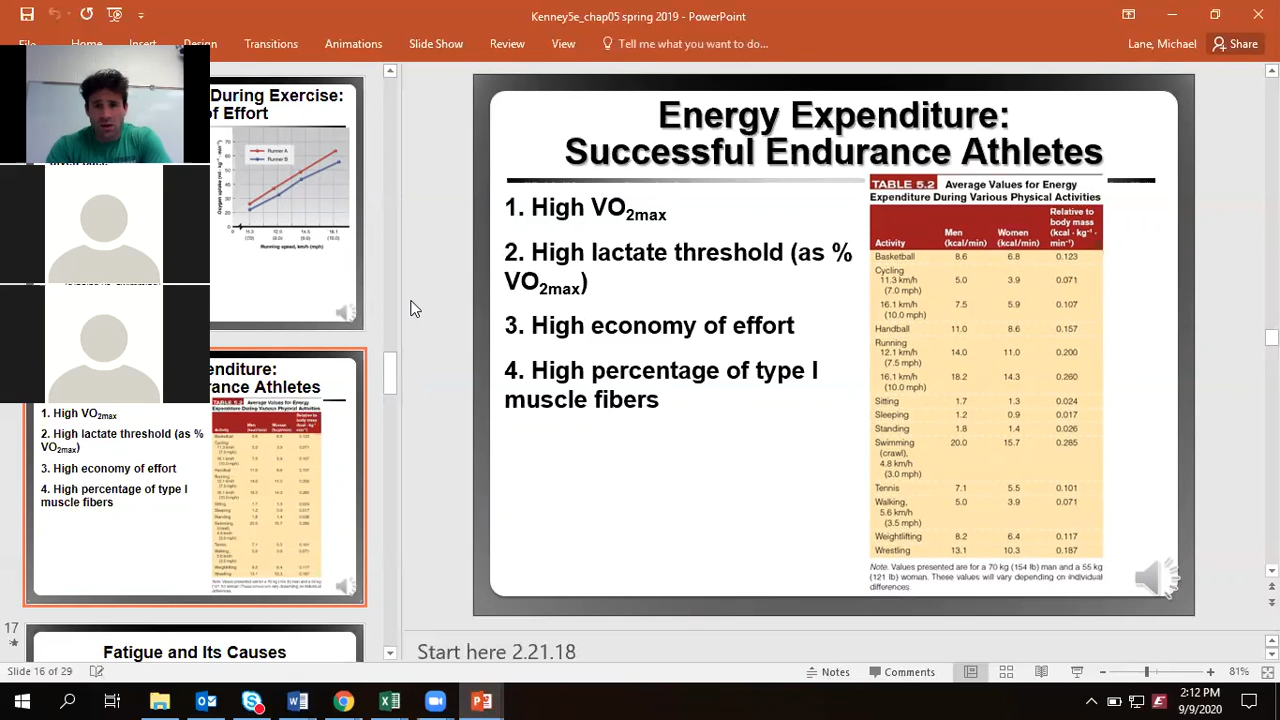 Kenney5e_chap05 spring 2019 - PowerPoint
File Home Insert Design Transitions Animations Slide Show Review View Tell me what you want to do... Lane, Michael Share
During Exercise:
of Effort
Runner A
Runner B
Running speed, km/h (mph)
nditure:
rance Athletes
1. High VO2max
2. High lactate threshold (as %
VO2max)
3. High economy of effort
4. High percentage of type I
muscle fibers
17
Fatigue and Its Causes
Energy Expenditure:
Successful Endurance Athletes
1. High VO2max
2. High lactate threshold (as %
VO2max)
3. High economy of effort
4. High percentage of type I
muscle fibers
TABLE 5.2 Average Values for Energy
Expenditure During Various Physical Activities
Activity Men (kcal/min) Women (kcal/min) Relative to body mass (kcal · kg-1 · min-1)
Basketball 8.6 6.8 0.123
Cycling
11.3 km/h 5.0 3.9 0.071
(7.0 mph)
16.1 km/h 7.5 5.9 0.107
(10.0 mph)
Handball 11.0 8.6 0.157
Running
12.1 km/h 14.0 11.0 0.200
(7.5 mph)
16.1 km/h 18.2 14.3 0.260
(10.0 mph)
Sitting 1.7 1.3 0.024
Sleeping 1.2 0.9 0.017
Standing 1.8 1.4 0.026
Swimming 20.0 15.7 0.285
(crawl),
4.8 km/h
(3.0 mph)
Tennis 7.1 5.5 0.101
Walking, 5.0 3.9 0.071
5.6 km/h
(3.5 mph)
Weightlifting 8.2 6.4 0.117
Wrestling 13.1 10.3 0.187
Note. Values presented are for a 70 kg (154 lb) man and a 55 kg
(121 lb) woman. These values will vary depending on individual
differences.
Start here 2.21.18
Slide 16 of 29 Notes Comments 81%
2:12 PM
9/9/2020